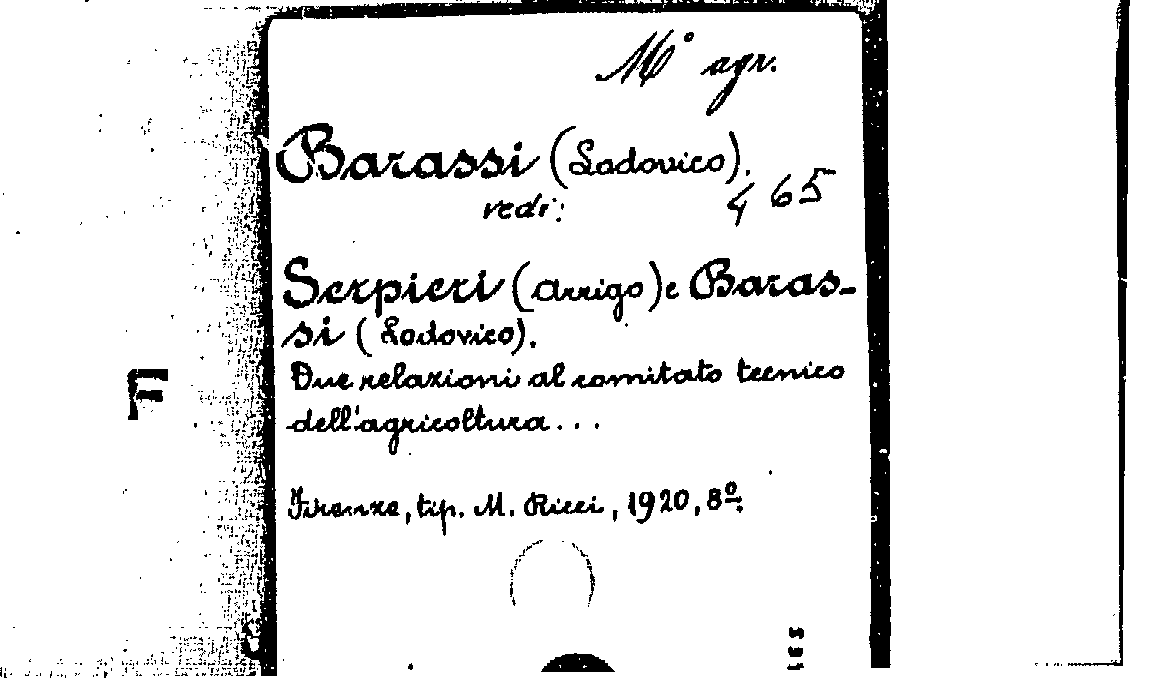 M° agr.
Barassi (Lodovico).
465
vedi:
Serpieri (Arrigo) e Baras-
si (Lodovico).
Due relazioni al comitato tecnico
dell'agricoltura...
Firenze, tip. M. Ricci, 1920, 8º.
F